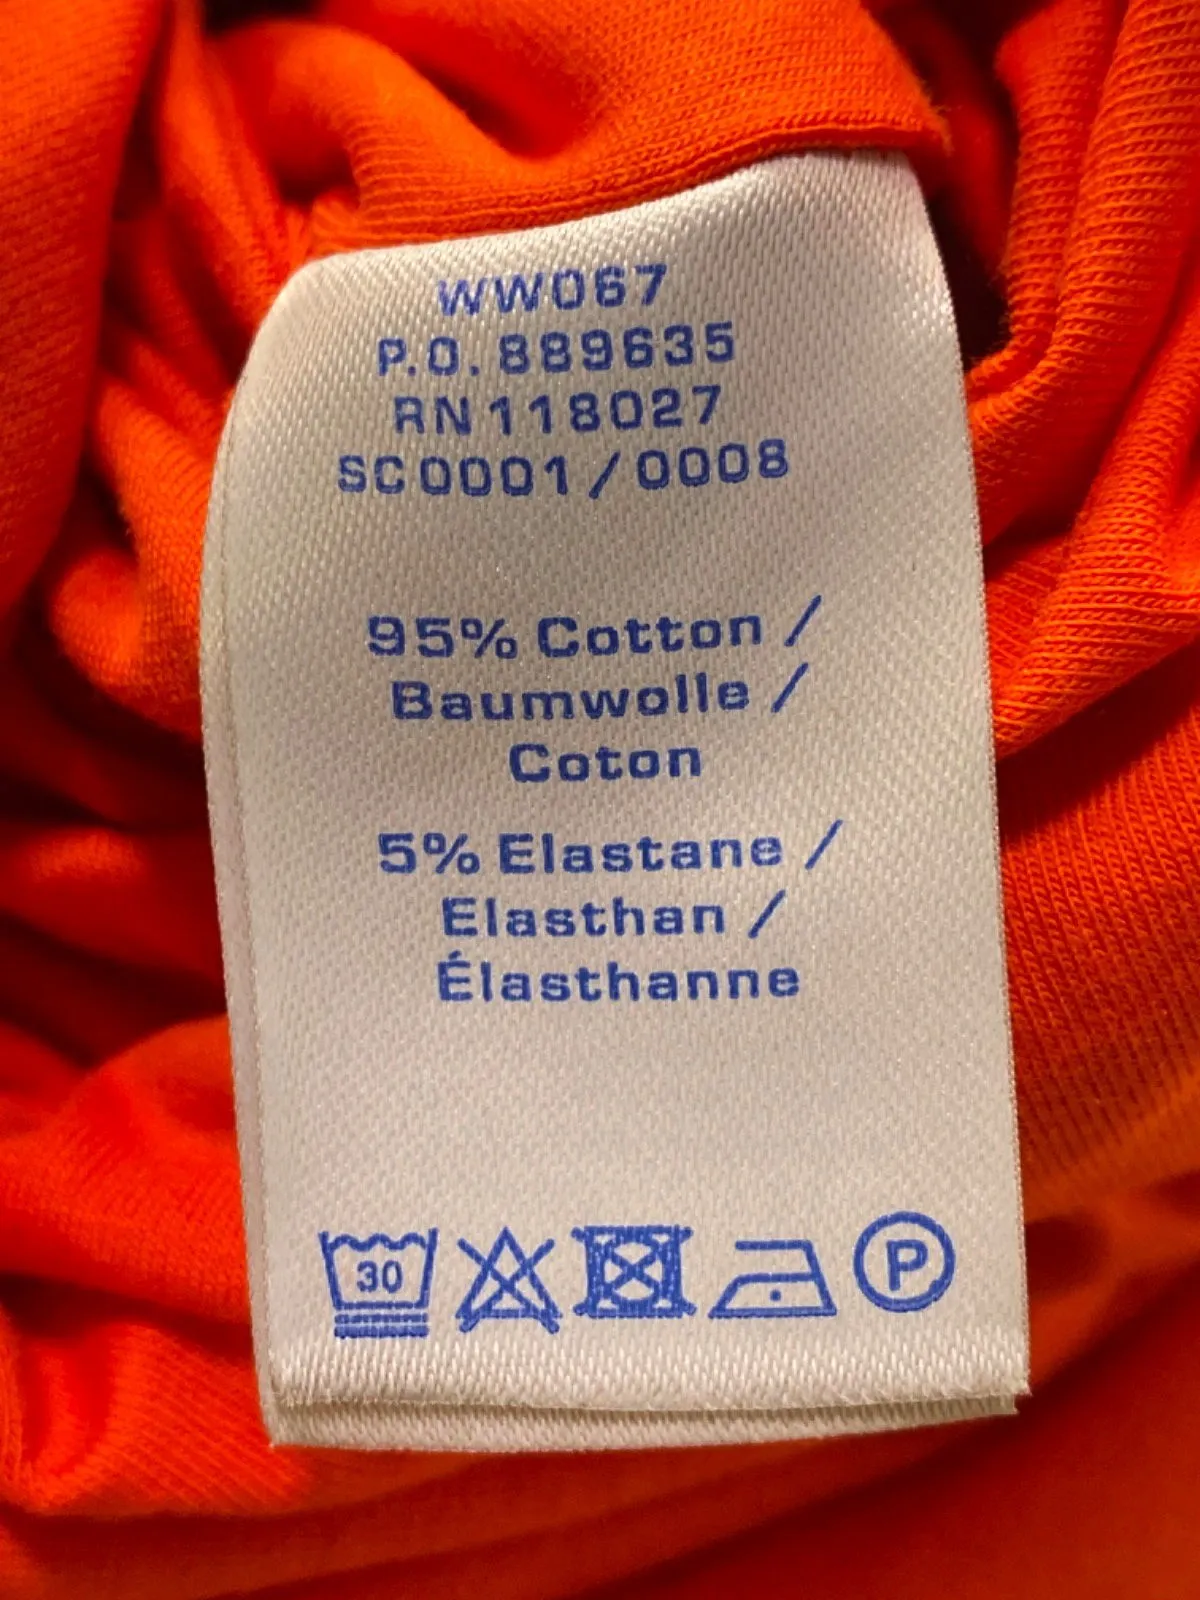 WW067
P.O. 889635
RN 118027
SC0001/0008
95% Cotton /
Baumwolle /
Coton
5% Elastane /
Elasthan /
Élasthanne
30 P